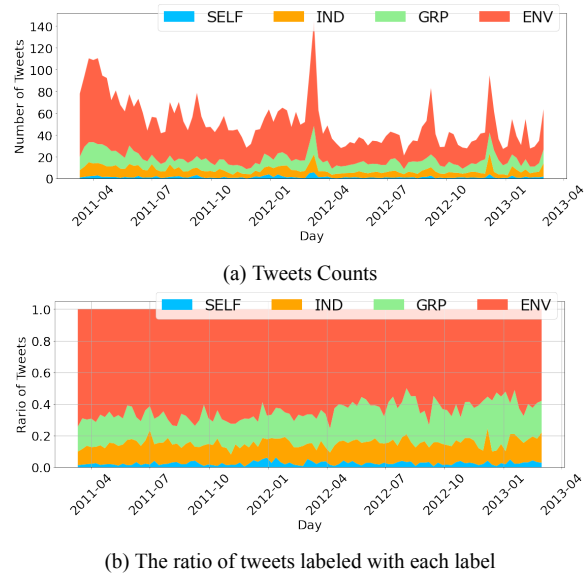 SELF IND GRP ENV
140
120
100
80
60
40
20
0
Number of Tweets
2011-04 2011-07 2011-10 2012-01 2012-04 2012-07 2012-10 2013-01 2013-04
Day
(a) Tweets Counts
SELF IND GRP ENV
1.0
0.8
0.6
0.4
0.2
0.0
Rario of Tweets
2011-04 2011-07 2011-10 2012-01 2012-04 2012-07 2012-10 2013-01 2013-04
Day
(b) The ratio of tweets labeled with each label